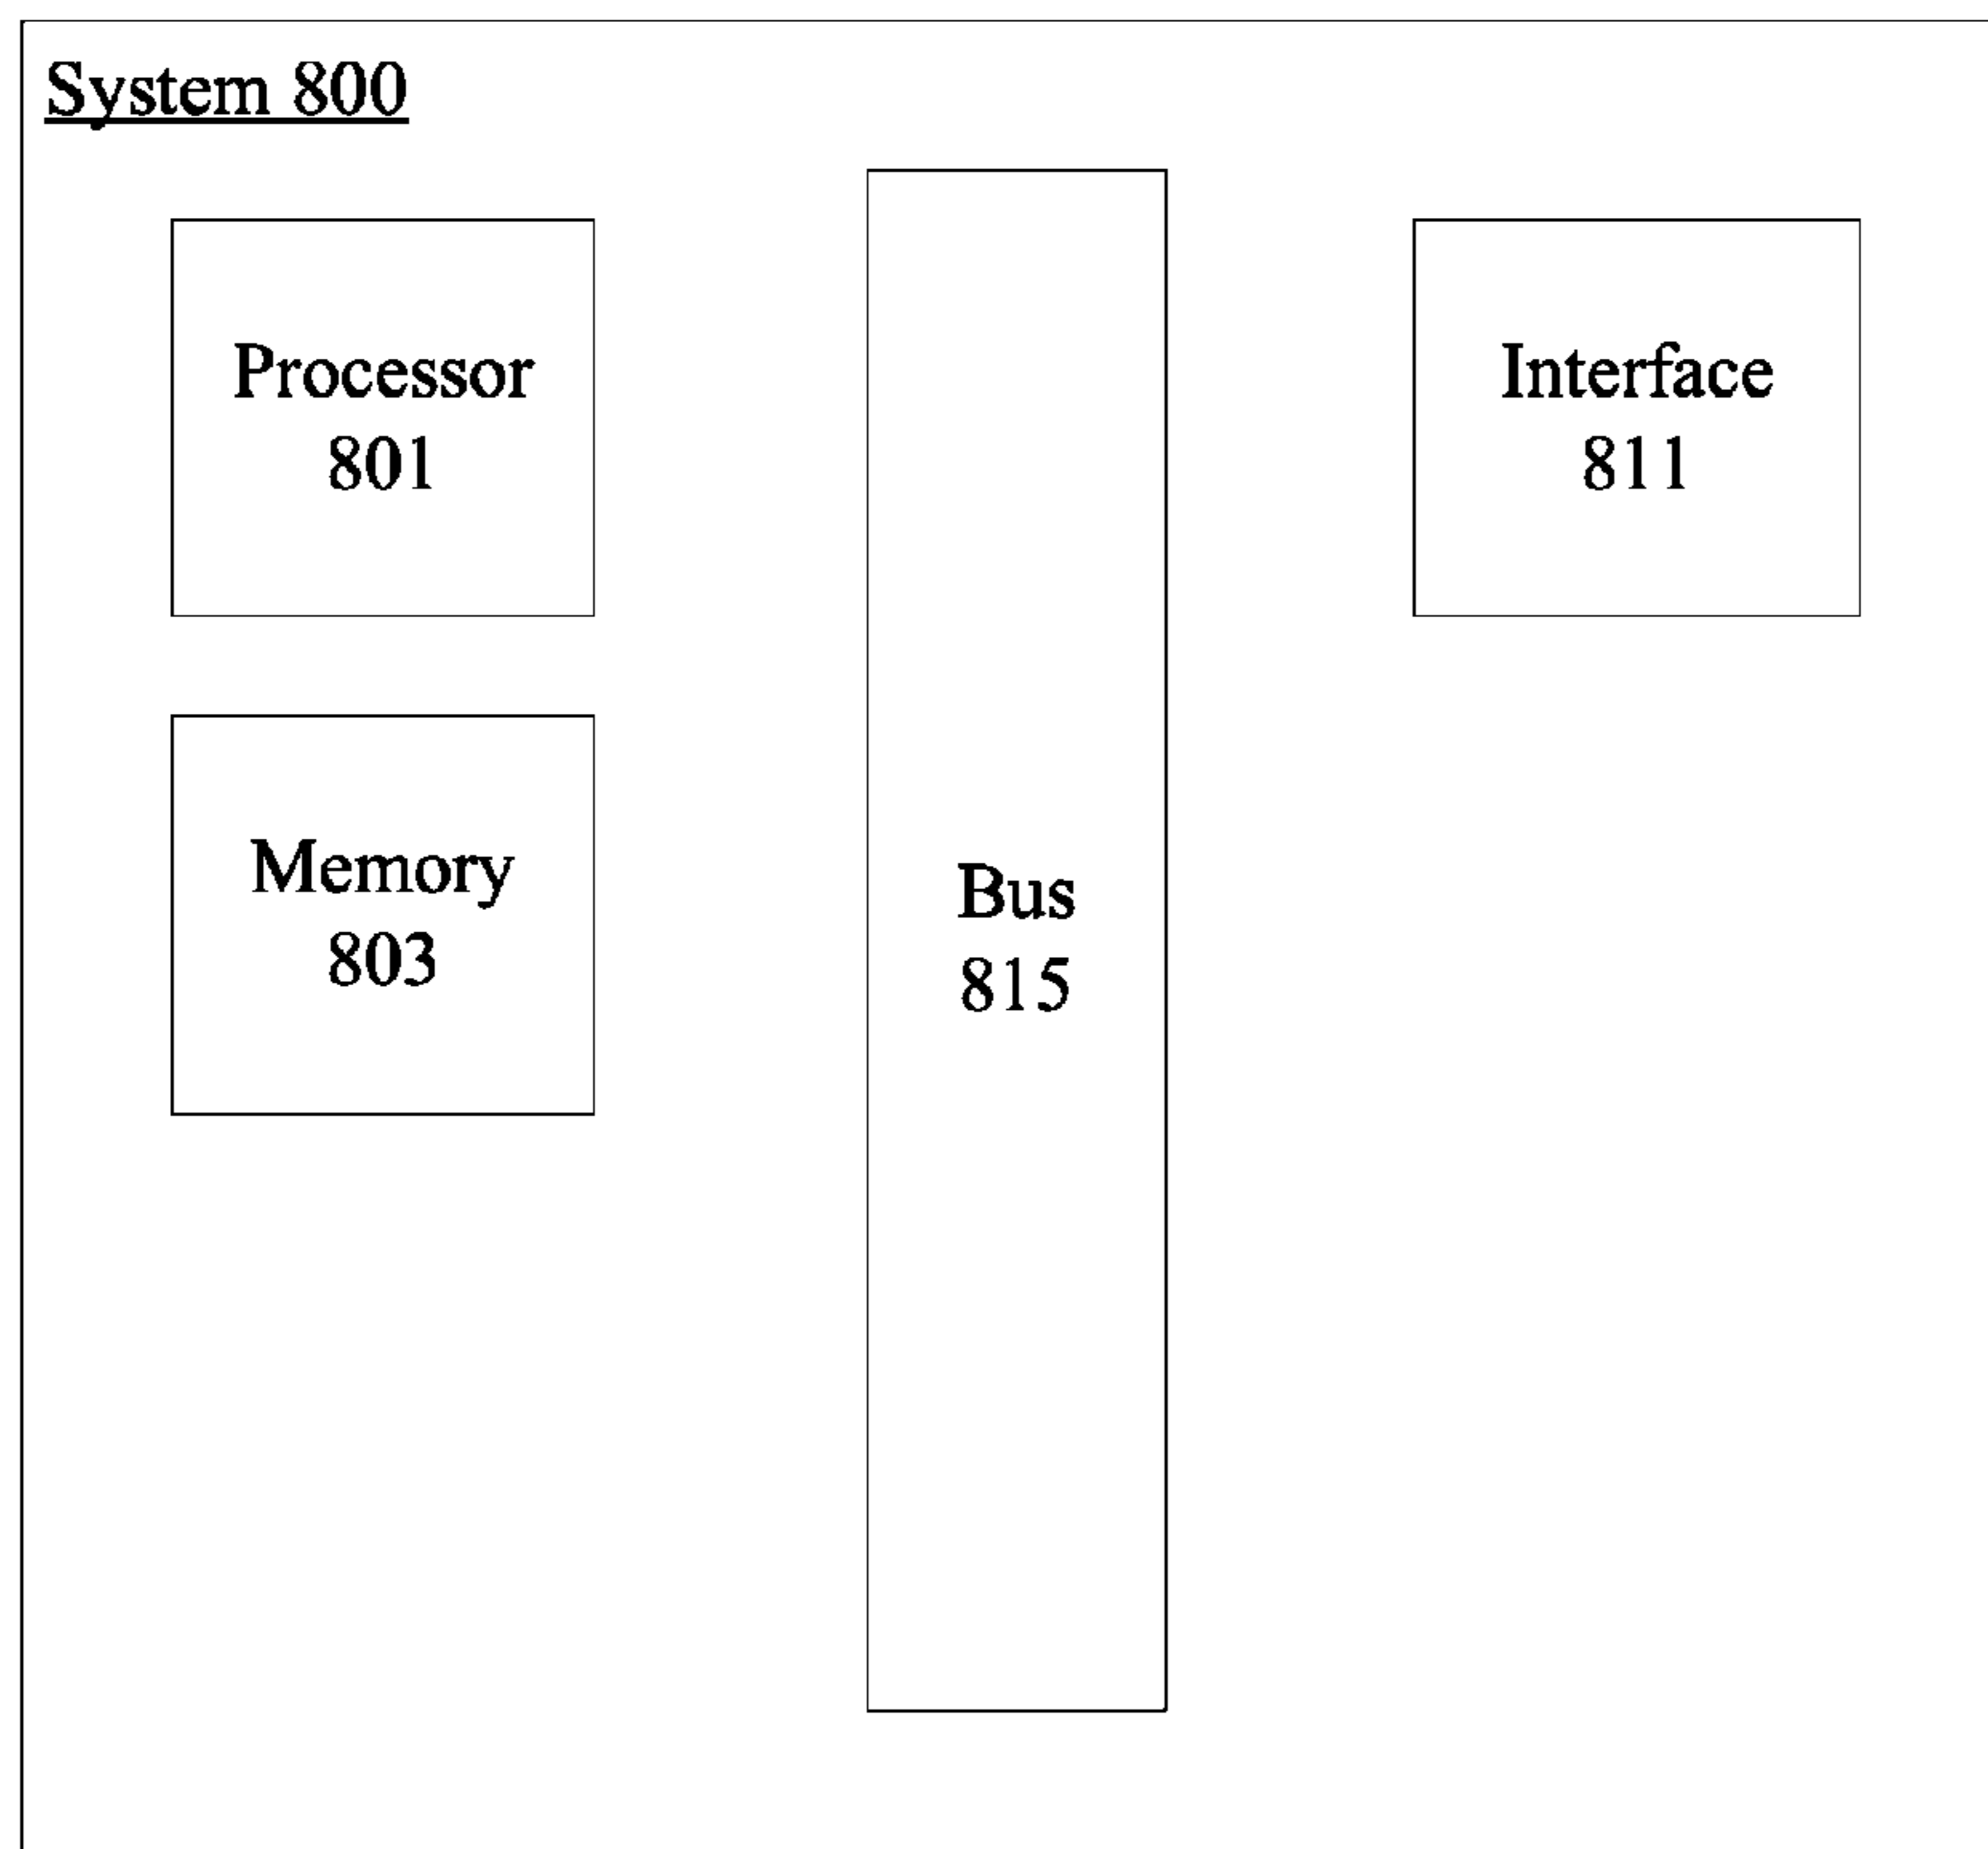 System 800
Processor
801
Interface
811
Memory
803
Bus
815